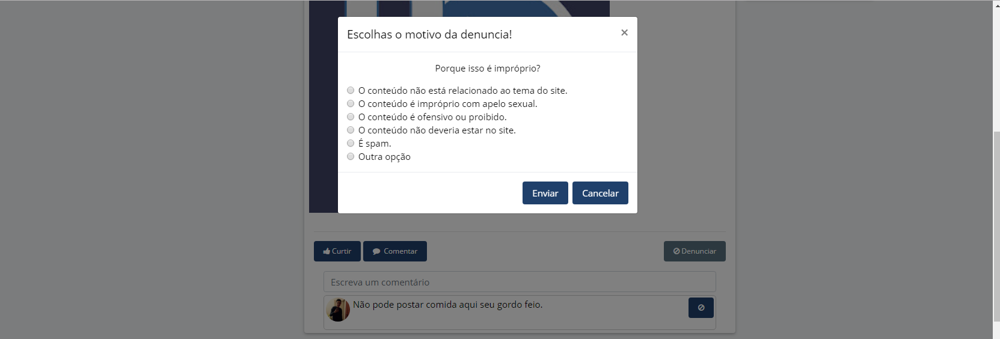 Escolhas o motivo da denuncia!
×
Porque isso é impróprio?
O conteúdo não está relacionado ao tema do site.
O conteúdo é impróprio com apelo sexual.
O conteúdo é ofensivo ou proibido.
O conteúdo não deveria estar no site.
É spam.
Outra opção
Enviar Cancelar
Curtir Comentar Denunciar
Escreva um comentário
Não pode postar comida aqui seu gordo feio.